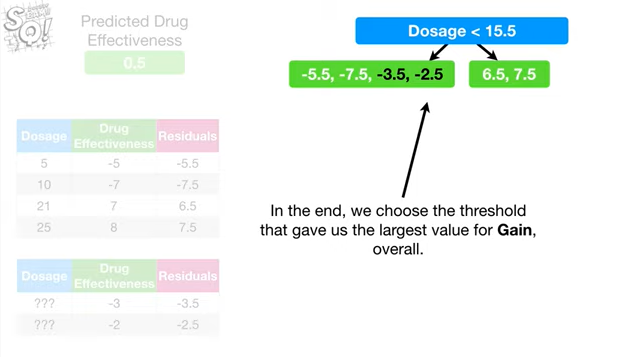 SQ!
Predicted Drug
Effectiveness
0.5
Dosage < 15.5
-5.5, -7.5, -3.5, -2.5
6.5, 7.5
Dosage Drug Effectiveness Residuals
5 -5 -5.5
10 -7 -7.5
21 7 6.5
25 8 7.5
In the end, we choose the threshold
that gave us the largest value for Gain,
overall.
Dosage Drug Effectiveness Residuals
??? -3 -3.5
??? -2 -2.5